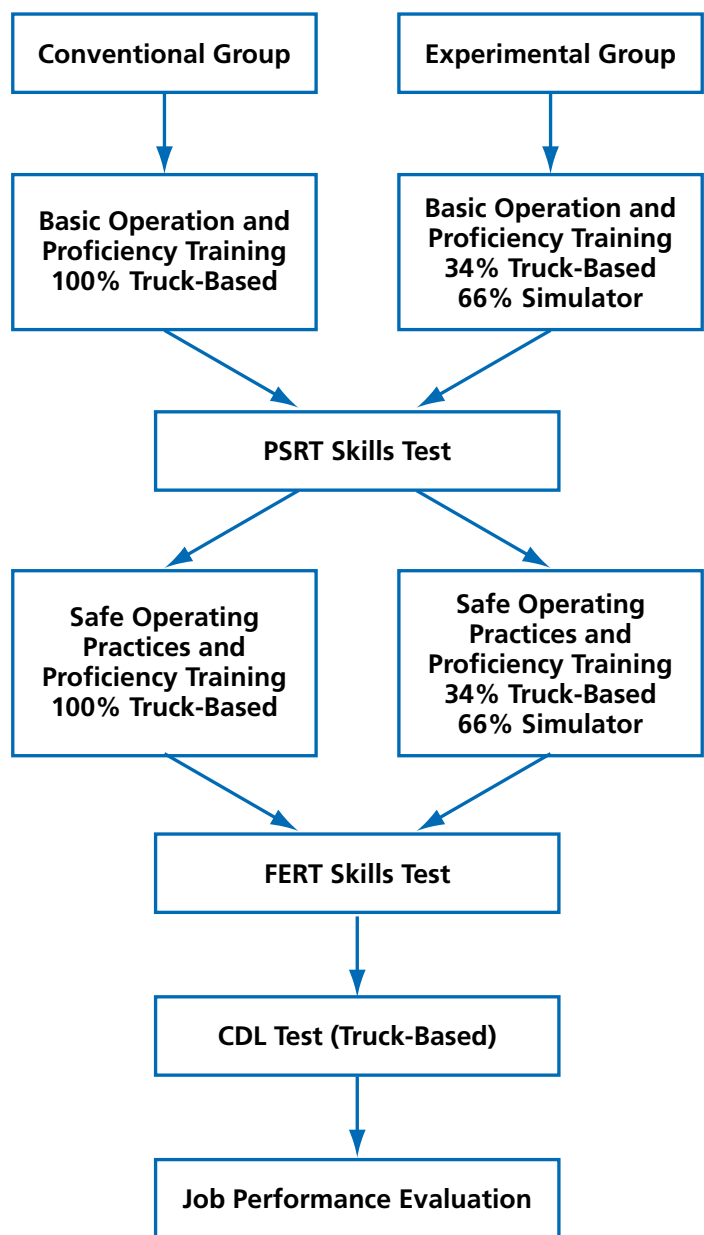 Conventional Group
Experimental Group
Basic Operation and
Proficiency Training
100% Truck-Based
Basic Operation and
Proficiency Training
34% Truck-Based
66% Simulator
PSRT Skills Test
Safe Operating
Practices and
Proficiency Training
100% Truck-Based
Safe Operating
Practices and
Proficiency Training
34% Truck-Based
66% Simulator
FERT Skills Test
CDL Test (Truck-Based)
Job Performance Evaluation